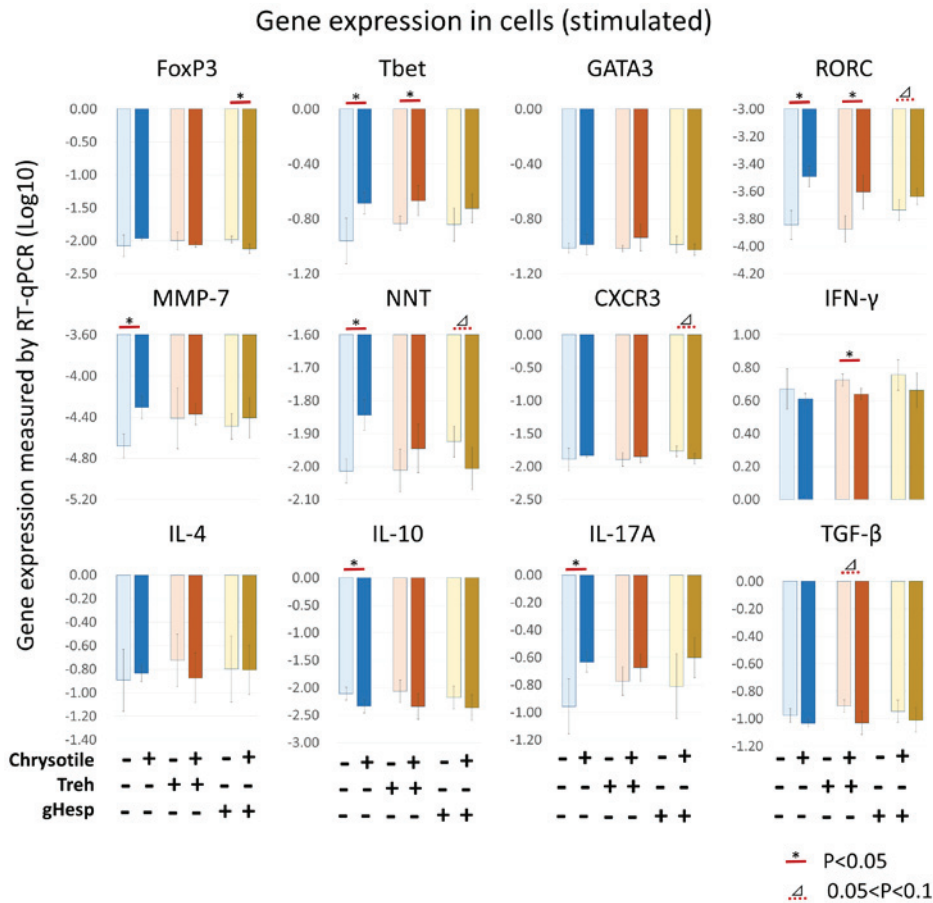 Gene expression in cells (stimulated)
Gene expression measured by RT-qPCR (Log10)
FoxP3 Tbet GATA3 RORC
* * * * * ⊿
0.00 0.00 0.00 -3.00
-0.50 -3.20
-1.00 -0.40 -0.40 -3.40
-1.50 -3.60
-2.00 -0.80 -0.80 -3.80
-4.00
-2.50 -1.20 -1.20 -4.20
MMP-7 NNT CXCR3 IFN-γ
* * ⊿ ⊿ *
-3.60 -1.60 0.00 1.00
-1.70 -0.50 0.80
-4.00 -1.80 -1.00 0.60
-4.40 -1.90 -1.50 0.40
-4.80 -2.00 -2.00 0.20
-5.20 -2.10 -2.50 0.00
IL-4 IL-10 IL-17A TGF-β
* * ⊿
0.00 0.00 0.00 0.00
-0.20 -0.50 -0.20 -0.20
-0.40 -1.00 -0.40 -0.40
-0.60 -1.50 -0.60 -0.60
-0.80 -2.00 -0.80 -0.80
-1.00 -2.50 -1.00 -1.00
-1.20
-1.40 -3.00 -1.20 -1.20
Chrysotile - + - + - + - + - + - + - + - + - + - + - + - +
Treh - - + + - - - - + + - - - - + + - - - - + + - -
gHesp - - - - + + - - - - + + - - - - + + - - - - + +
* P<0.05
⊿ 0.05<P<0.1